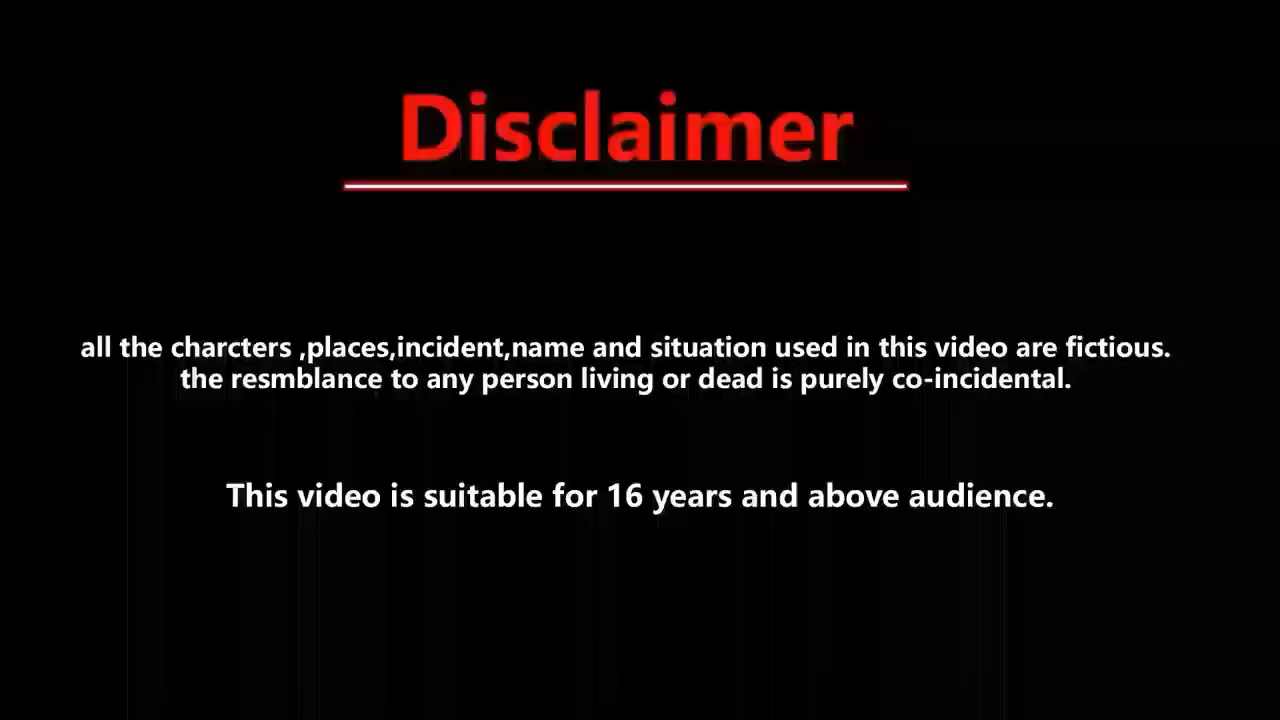 Disclaimer
all the charcters ,places,incident,name and situation used in this video are fictious.
the resmblance to any person living or dead is purely co-incidental.
This video is suitable for 16 years and above audience.